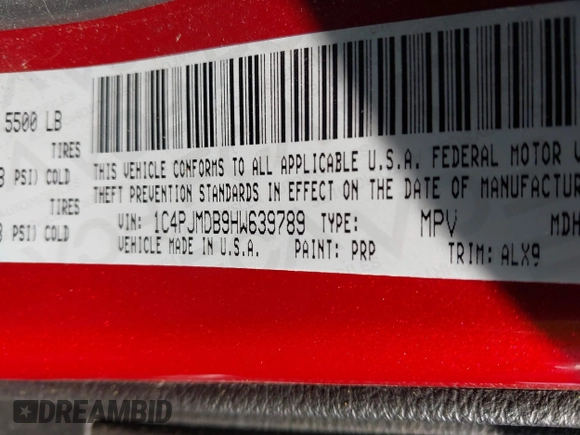 5500 LB
TIRES
THIS VEHICLE CONFORMS TO ALL APPLICABLE U.S.A. FEDERAL MOTOR
PSI) COLD
THEFT PREVENTION STANDARDS IN EFFECT ON THE DATE OF MANUFACTUR
TIRES
VIN: 1C4PJMDB9HW639789 TYPE: MPV MDH
PSI) COLD
VEHICLE MADE IN U.S.A. PAINT: PRP TRIM: ALX9
DREAMBID